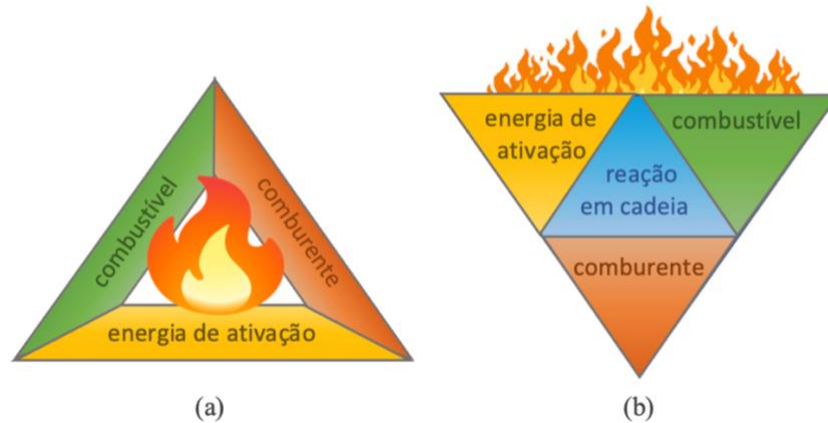 combustível
comburente
energia de ativação
(a)
energia de
ativação
combustível
reação
em cadeia
comburente
(b)